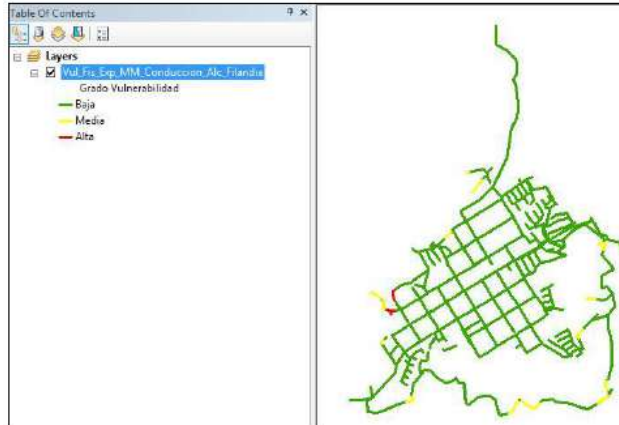 Table Of Contents
Layers
Vul_Fis_Exp_MM_Conduccion_Alc_Filandia
Grado Vulnerabilidad
Baja
Media
Alta